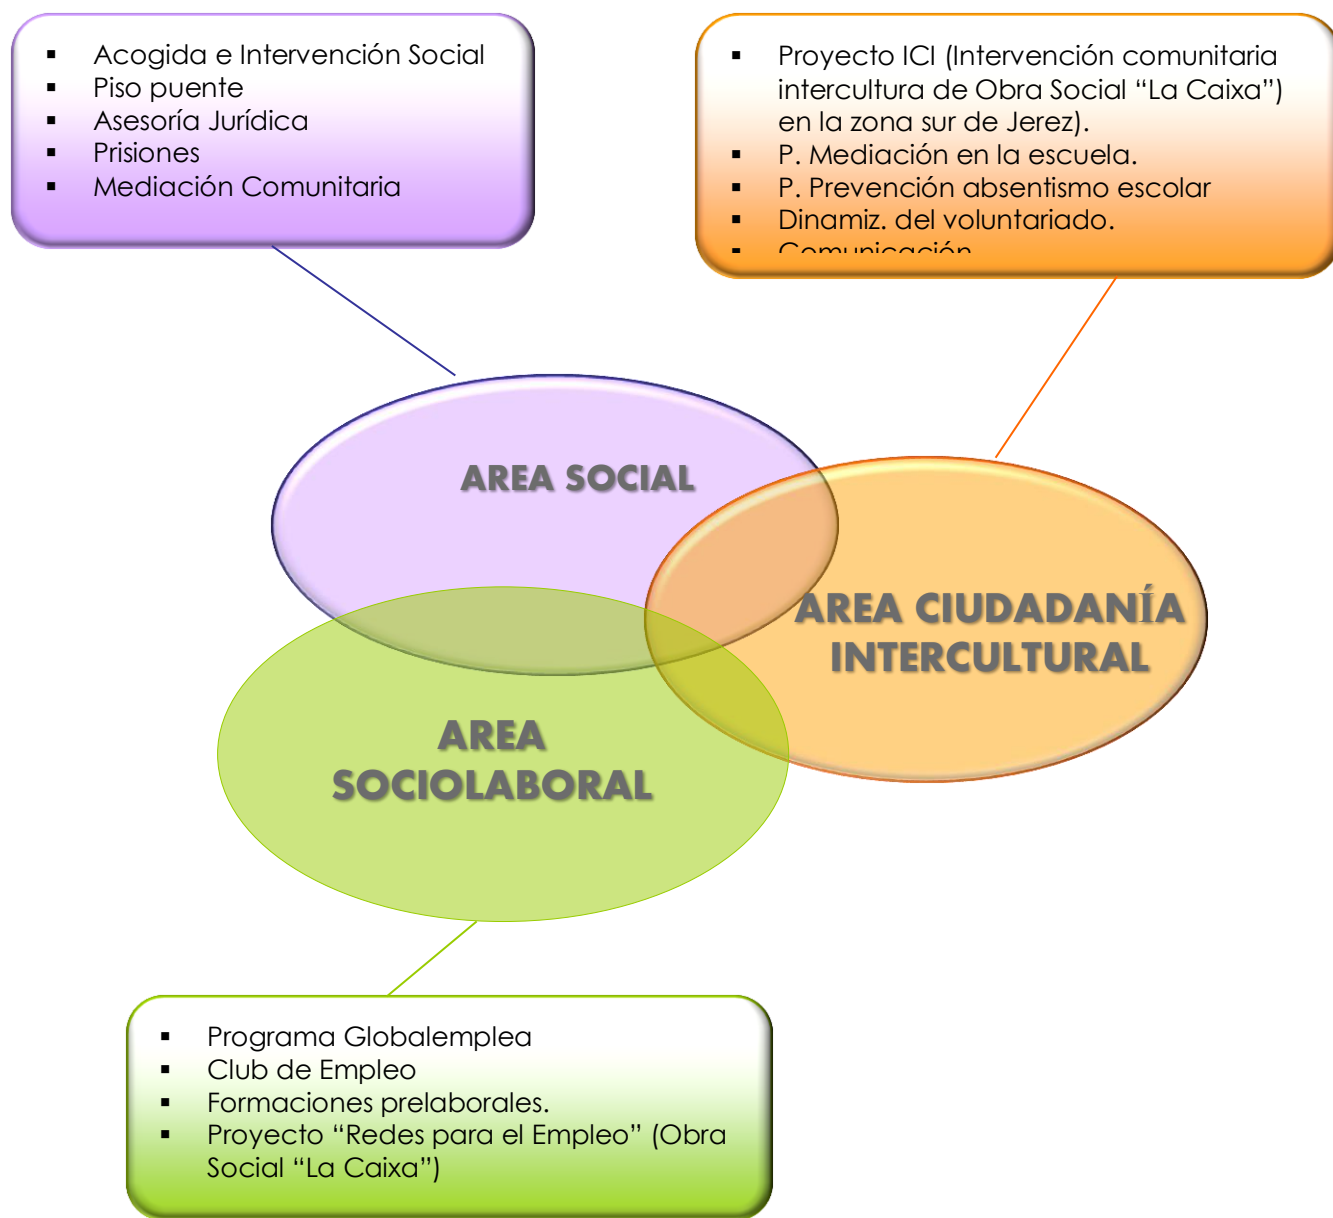 ▪ Acogida e Intervención Social
▪ Piso puente
▪ Asesoría Jurídica
▪ Prisiones
▪ Mediación Comunitaria
▪ Proyecto ICI (Intervención comunitaria
intercultura de Obra Social “La Caixa”)
en la zona sur de Jerez).
▪ P. Mediación en la escuela.
▪ P. Prevención absentismo escolar
▪ Dinamiz. del voluntariado.
▪ Comunicación
AREA SOCIAL
AREA CIUDADANÍA
INTERCULTURAL
AREA
SOCIOLABORAL
▪ Programa Globalemplea
▪ Club de Empleo
▪ Formaciones prelaborales.
▪ Proyecto “Redes para el Empleo” (Obra
Social “La Caixa”)